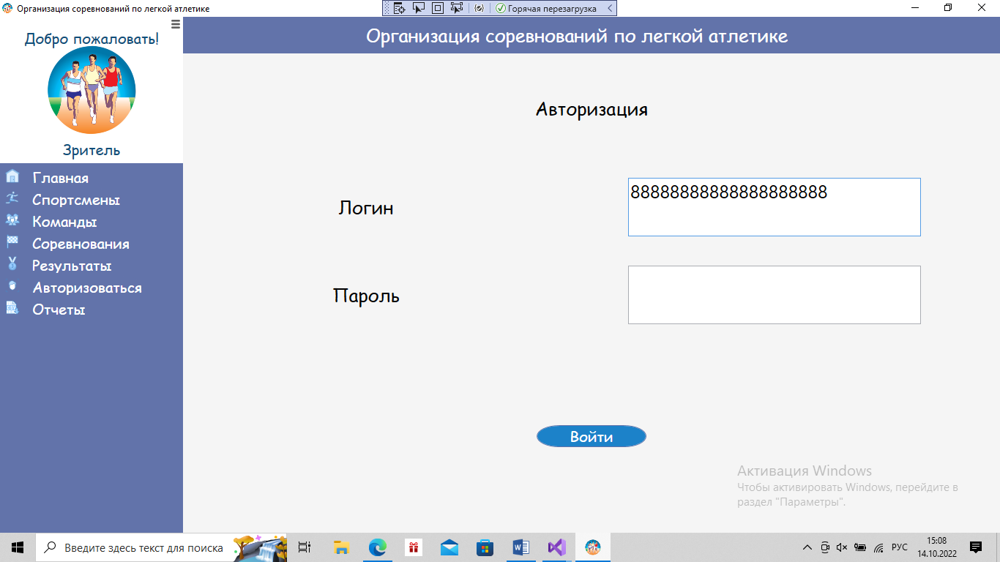 Организация соревнований по легкой атлетике
Горячая перезагрузка
Добро пожаловать!
Зритель
Главная
Спортсмены
Команды
Соревнования
Результаты
Авторизоваться
Отчеты
Организация соревнований по легкой атлетике
Авторизация
Логин
88888888888888888888
Пароль
Войти
Активация Windows
Чтобы активировать Windows, перейдите в
раздел "Параметры".
Введите здесь текст для поиска
РУС
15:08
14.10.2022